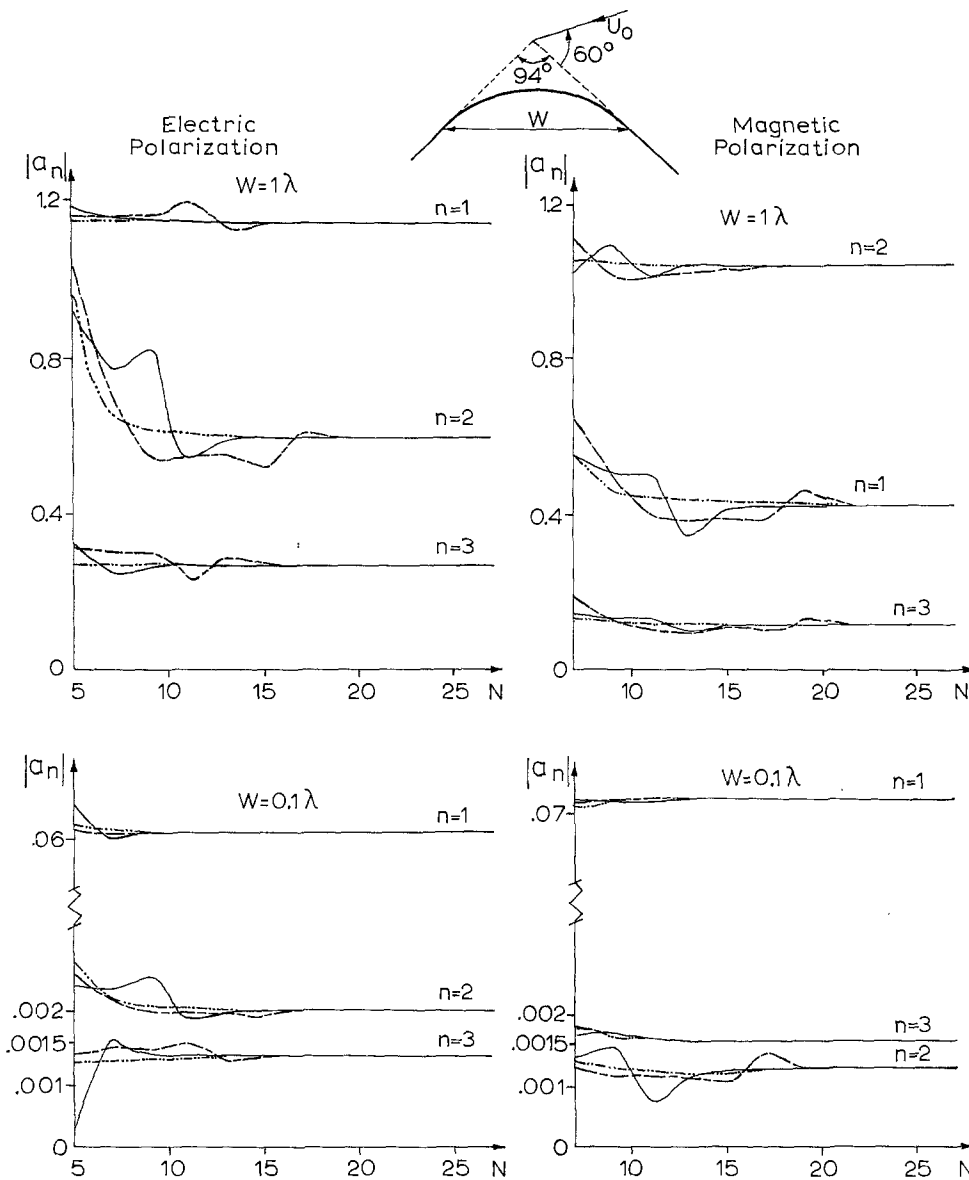 U₀
60°
94°
W
Electric
Polarization
Magnetic
Polarization
|aₙ|
W=1λ
1.2
0.8
0.4
0
n=1
n=2
n=3
5 10 15 20 25 N
|aₙ|
W=1λ
1.2
0.8
0.4
0
n=2
n=1
n=3
10 15 20 25 N
|aₙ|
W=0.1λ
.06
.002
.0015
.001
0
n=1
n=2
n=3
5 10 15 20 25 N
|aₙ|
W=0.1λ
.07
.002
.0015
.001
0
n=1
n=3
n=2
10 15 20 25 N